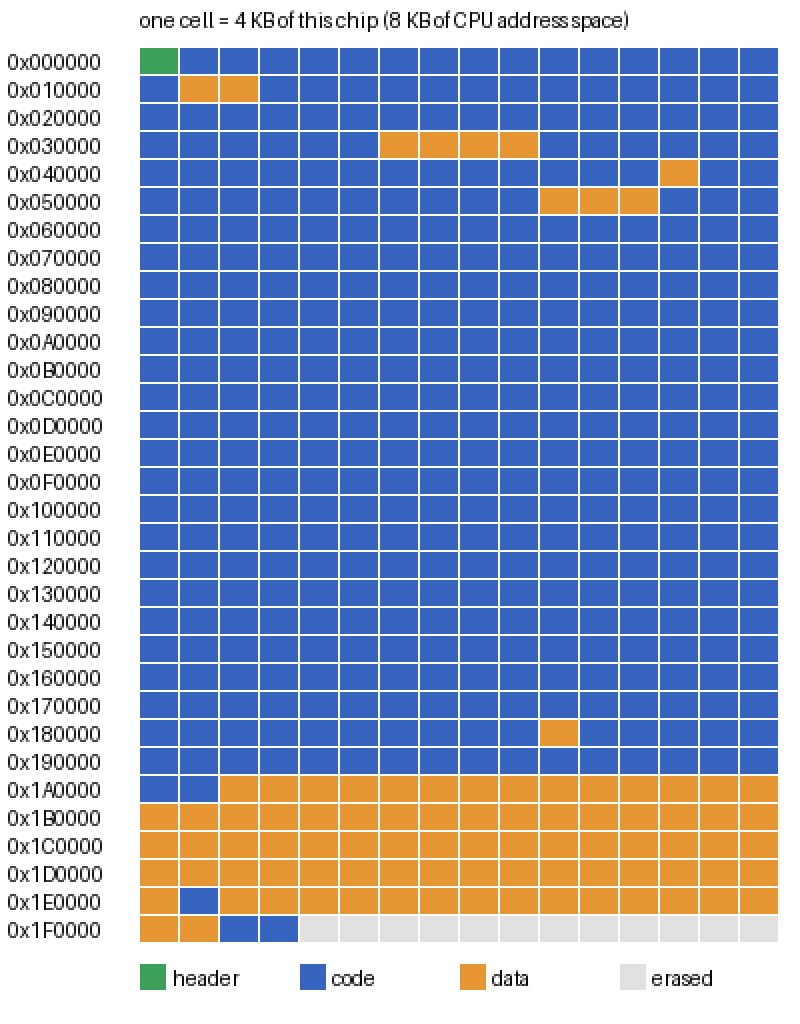 one cell = 4 KB of this chip (8 KB of CPU address space)
0x000000
0x010000
0x020000
0x030000
0x040000
0x050000
0x060000
0x070000
0x080000
0x090000
0x0A0000
0x0B0000
0x0C0000
0x0D0000
0x0E0000
0x0F0000
0x100000
0x110000
0x120000
0x130000
0x140000
0x150000
0x160000
0x170000
0x180000
0x190000
0x1A0000
0x1B0000
0x1C0000
0x1D0000
0x1E0000
0x1F0000
header code data erased